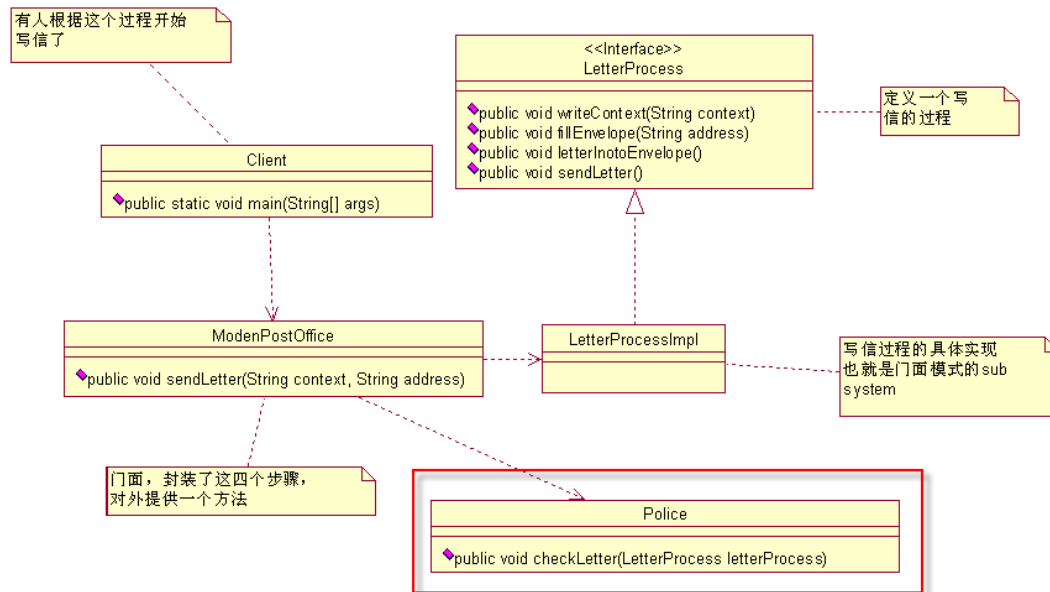 有人根据这个过程开始
写信了
<<Interface>>
LetterProcess
public void writeContext(String context)
public void fillEnvelope(String address)
public void letterInotoEnvelope()
public void sendLetter()
定义一个写
信的过程
Client
public static void main(String[] args)
ModenPostOffice
public void sendLetter(String context, String address)
LetterProcessImpl
写信过程的具体实现
也就是门面模式的sub
system
门面，封装了这四个步骤，
对外提供一个方法
Police
public void checkLetter(LetterProcess letterProcess)